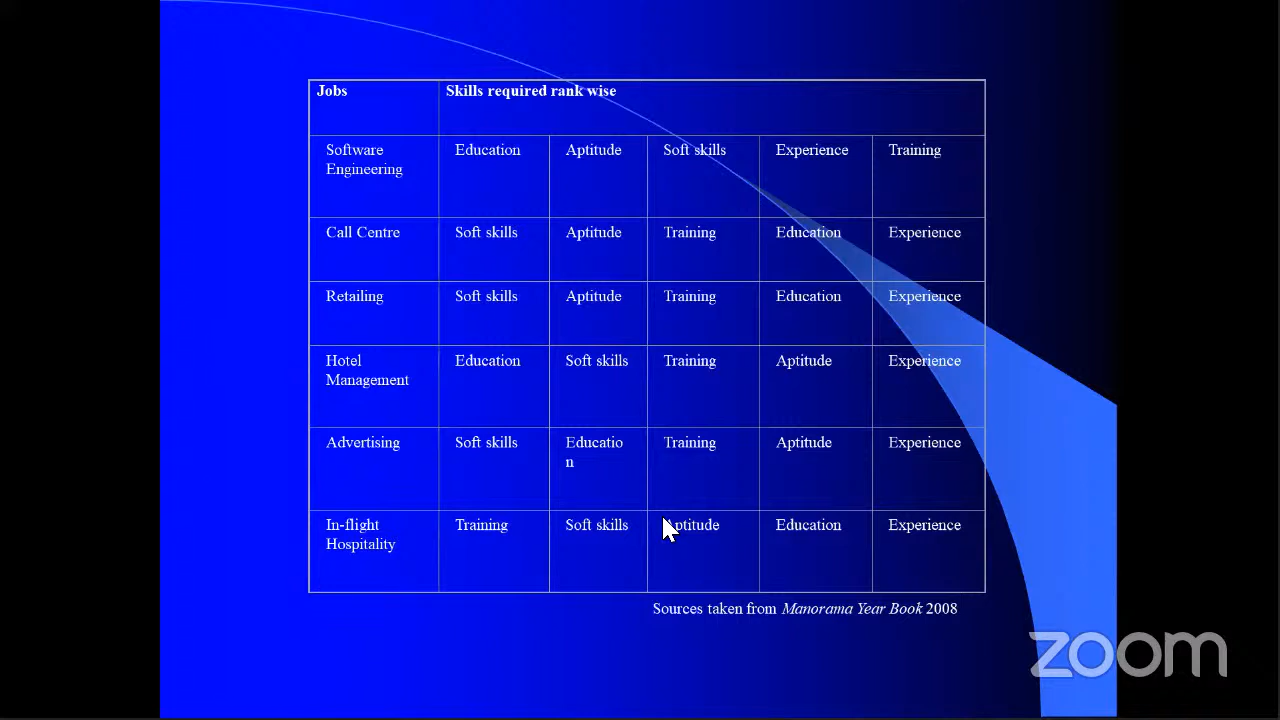 Jobs Skills required rank wise
Software Education Aptitude Soft skills Experience Training
Engineering
Call Centre Soft skills Aptitude Training Education Experience
Retailing Soft skills Aptitude Training Education Experience
Hotel Education Soft skills Training Aptitude Experience
Management
Advertising Soft skills Educatio Training Aptitude Experience
n
In-flight Training Soft skills Aptitude Education Experience
Hospitality
Sources taken from Manorama Year Book 2008
zoom